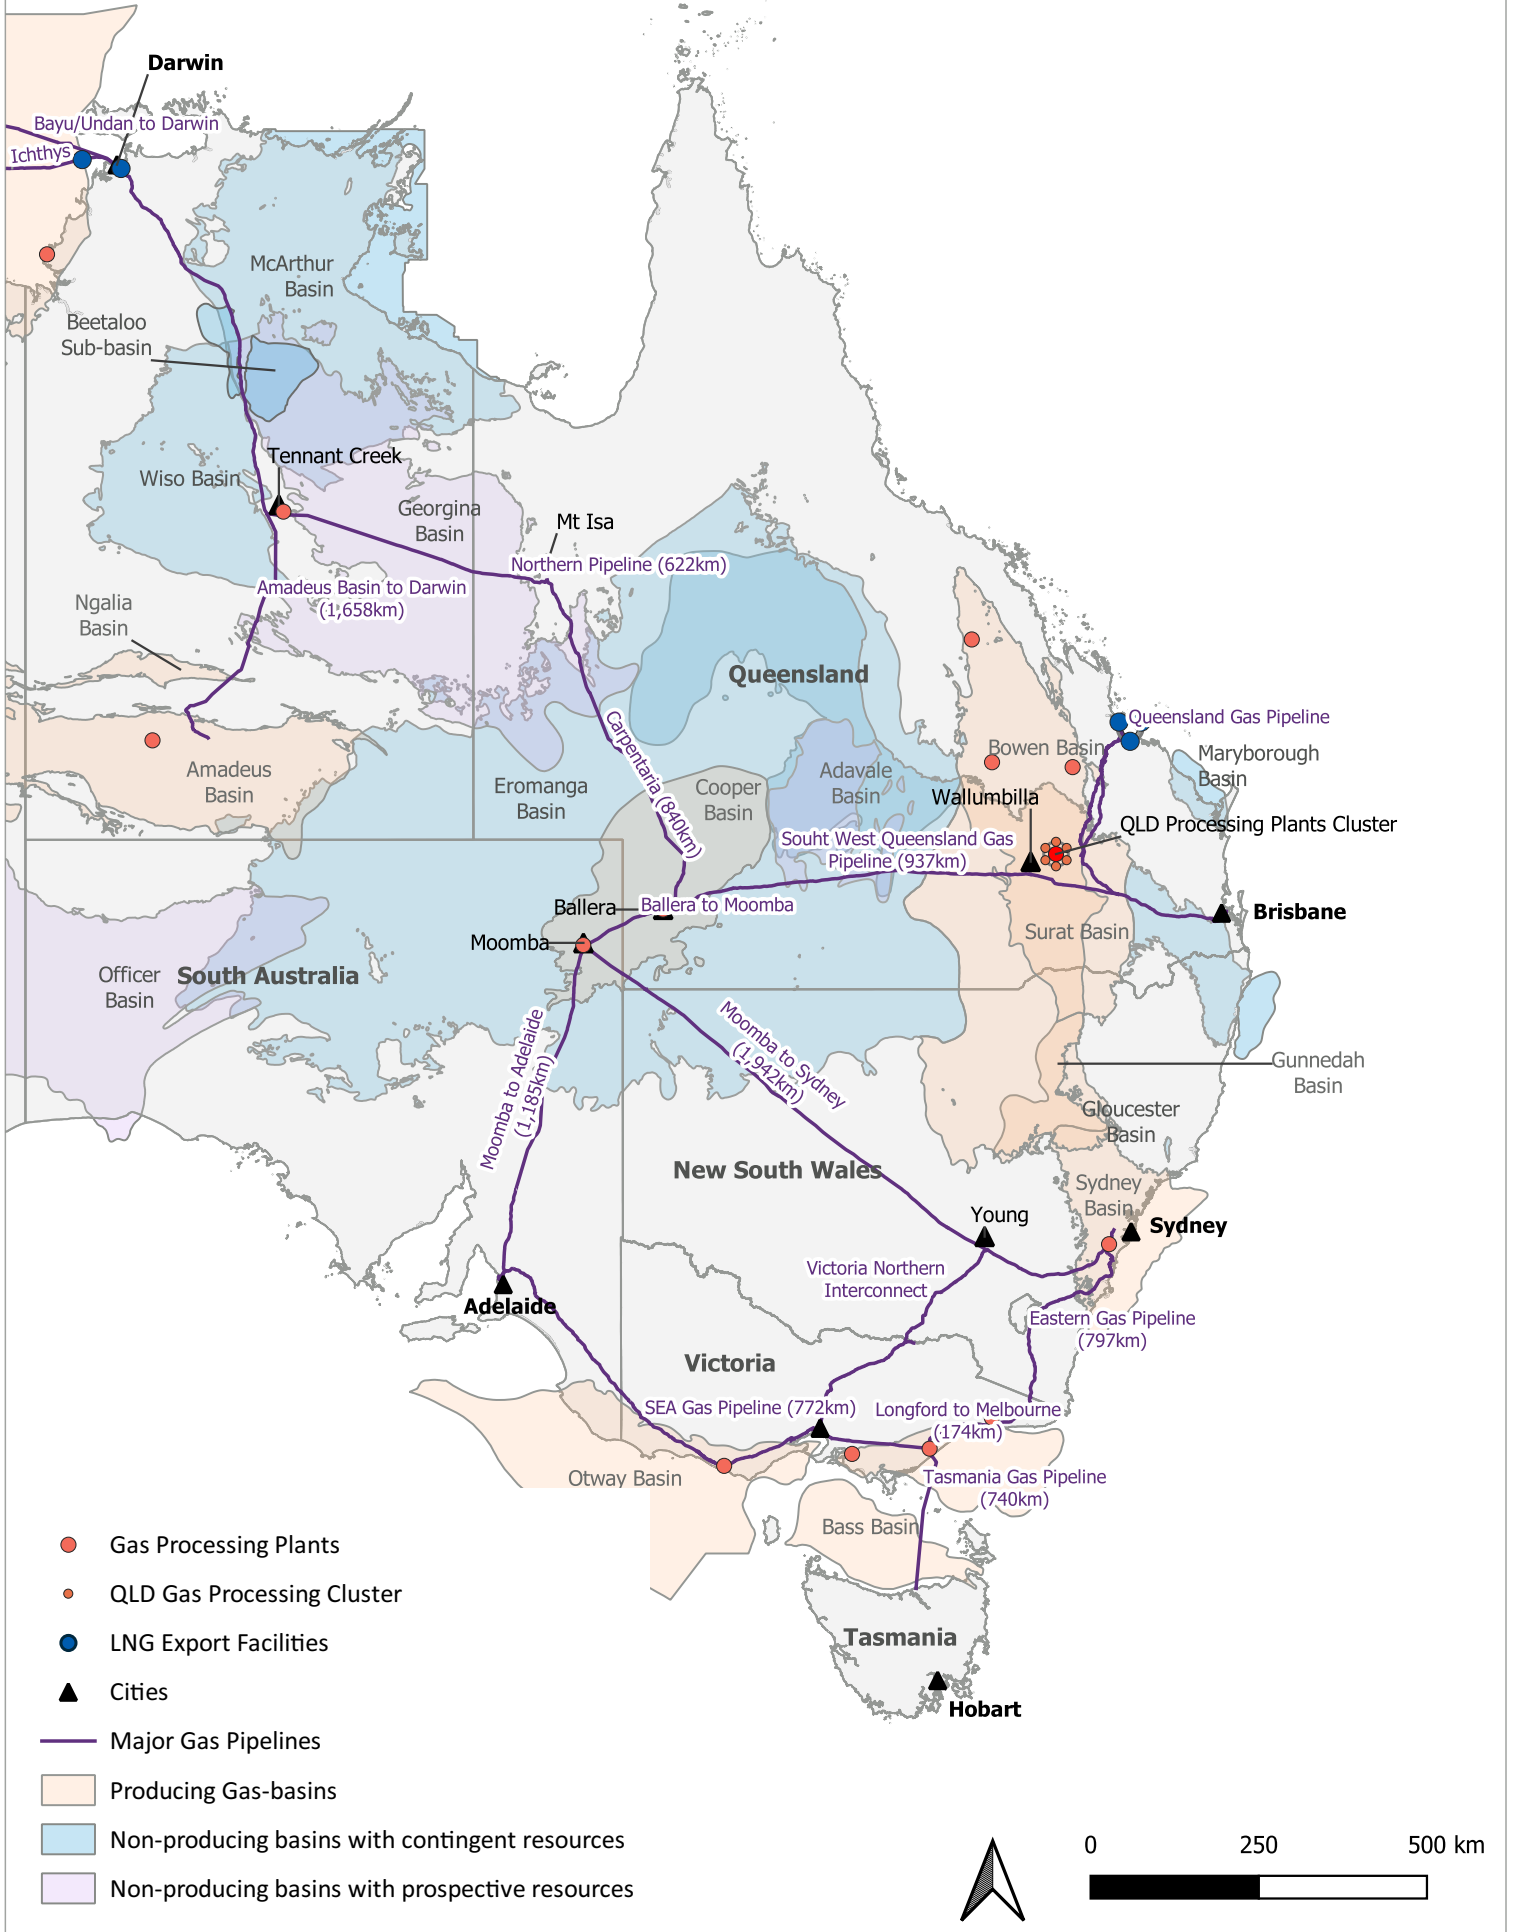 Darwin
Bayu/Undan to Darwin
Ichthys
McArthur
Basin
Beetaloo
Sub-basin
Tennant Creek
Wiso Basin
Georgina
Basin
Mt Isa
Northern Pipeline (622km)
Amadeus Basin to Darwin
(1,658km)
Ngalia
Basin
Queensland
Carpentaria (840km)
Queensland Gas Pipeline
Bowen Basin
Maryborough
Basin
Amadeus
Basin
Eromanga
Basin
Cooper
Basin
Adavale
Basin
Wallumbilla
QLD Processing Plants Cluster
Souht West Queensland Gas
Pipeline (937km)
Ballera
Ballera to Moomba
Brisbane
Moomba
Surat Basin
Officer
Basin
South Australia
Moomba to Adelaide
(1,185km)
Moomba to Sydney
(1,942km)
Gunnedah
Basin
Gloucester
Basin
New South Wales
Sydney
Basin
Young
Sydney
Victoria Northern
Interconnect
Adelaide
Eastern Gas Pipeline
(797km)
Victoria
SEA Gas Pipeline (772km)
Longford to Melbourne
(174km)
Otway Basin
Tasmania Gas Pipeline
(740km)
Bass Basin
Tasmania
Hobart
Gas Processing Plants
QLD Gas Processing Cluster
LNG Export Facilities
Cities
Major Gas Pipelines
Producing Gas-basins
Non-producing basins with contingent resources
Non-producing basins with prospective resources
0 250 500 km